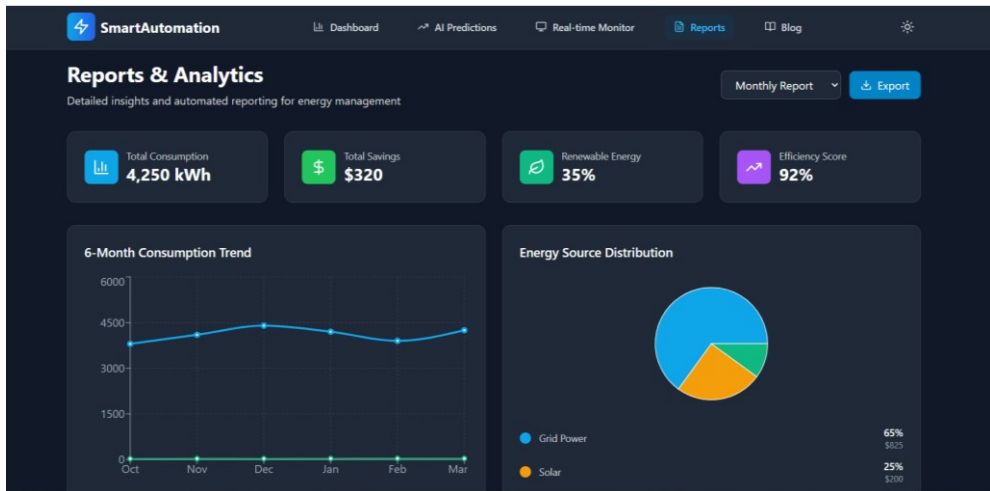 SmartAutomation
Dashboard
AI Predictions
Real-time Monitor
Reports
Blog
Reports & Analytics
Detailed insights and automated reporting for energy management
Monthly Report
Export
Total Consumption
4,250 kWh
Total Savings
$320
Renewable Energy
35%
Efficiency Score
92%
6-Month Consumption Trend
6000
4500
3000
1500
0
Oct Nov Dec Jan Feb Mar
Energy Source Distribution
Grid Power
65%
$825
Solar
25%
$200